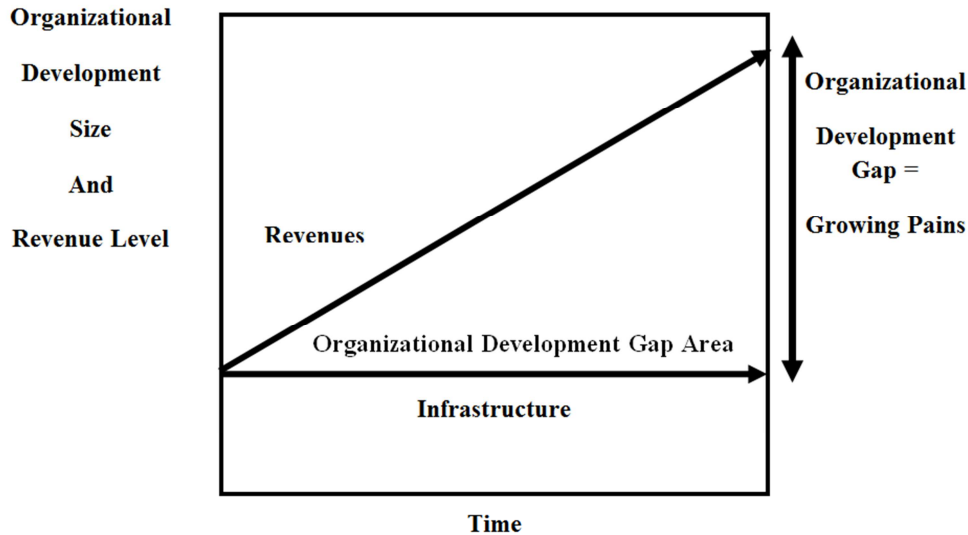 Organizational
Development
Size
And
Revenue Level
Revenues
Organizational Development Gap Area
Infrastructure
Time
Organizational
Development
Gap =
Growing Pains